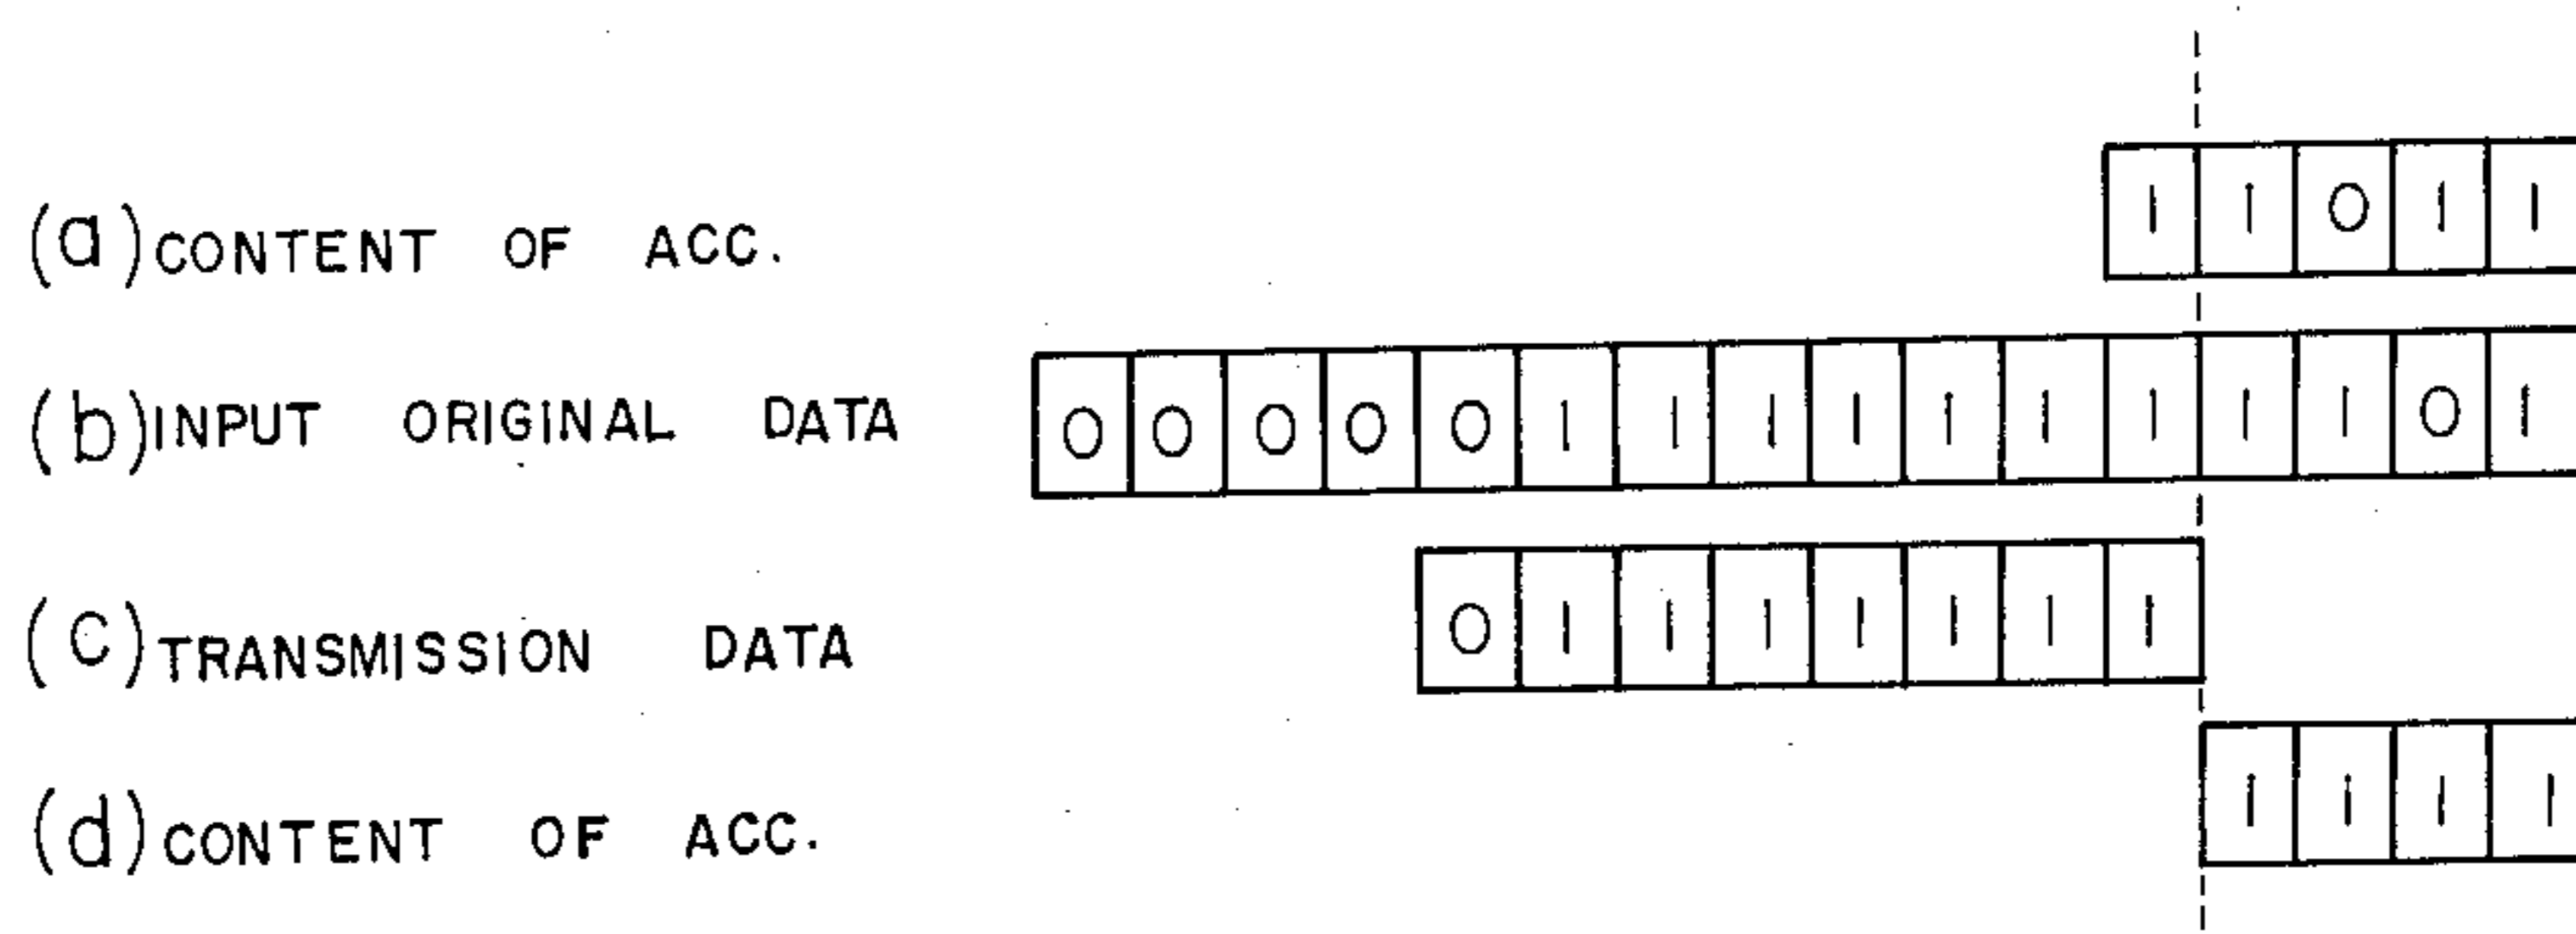 (a) CONTENT OF ACC. 1 1 0 1 1
(b) INPUT ORIGINAL DATA 0 0 0 0 0 1 1 1 1 1 1 1 1 1 0 1
(c) TRANSMISSION DATA 0 1 1 1 1 1 1 1
(d) CONTENT OF ACC. 1 1 1 1